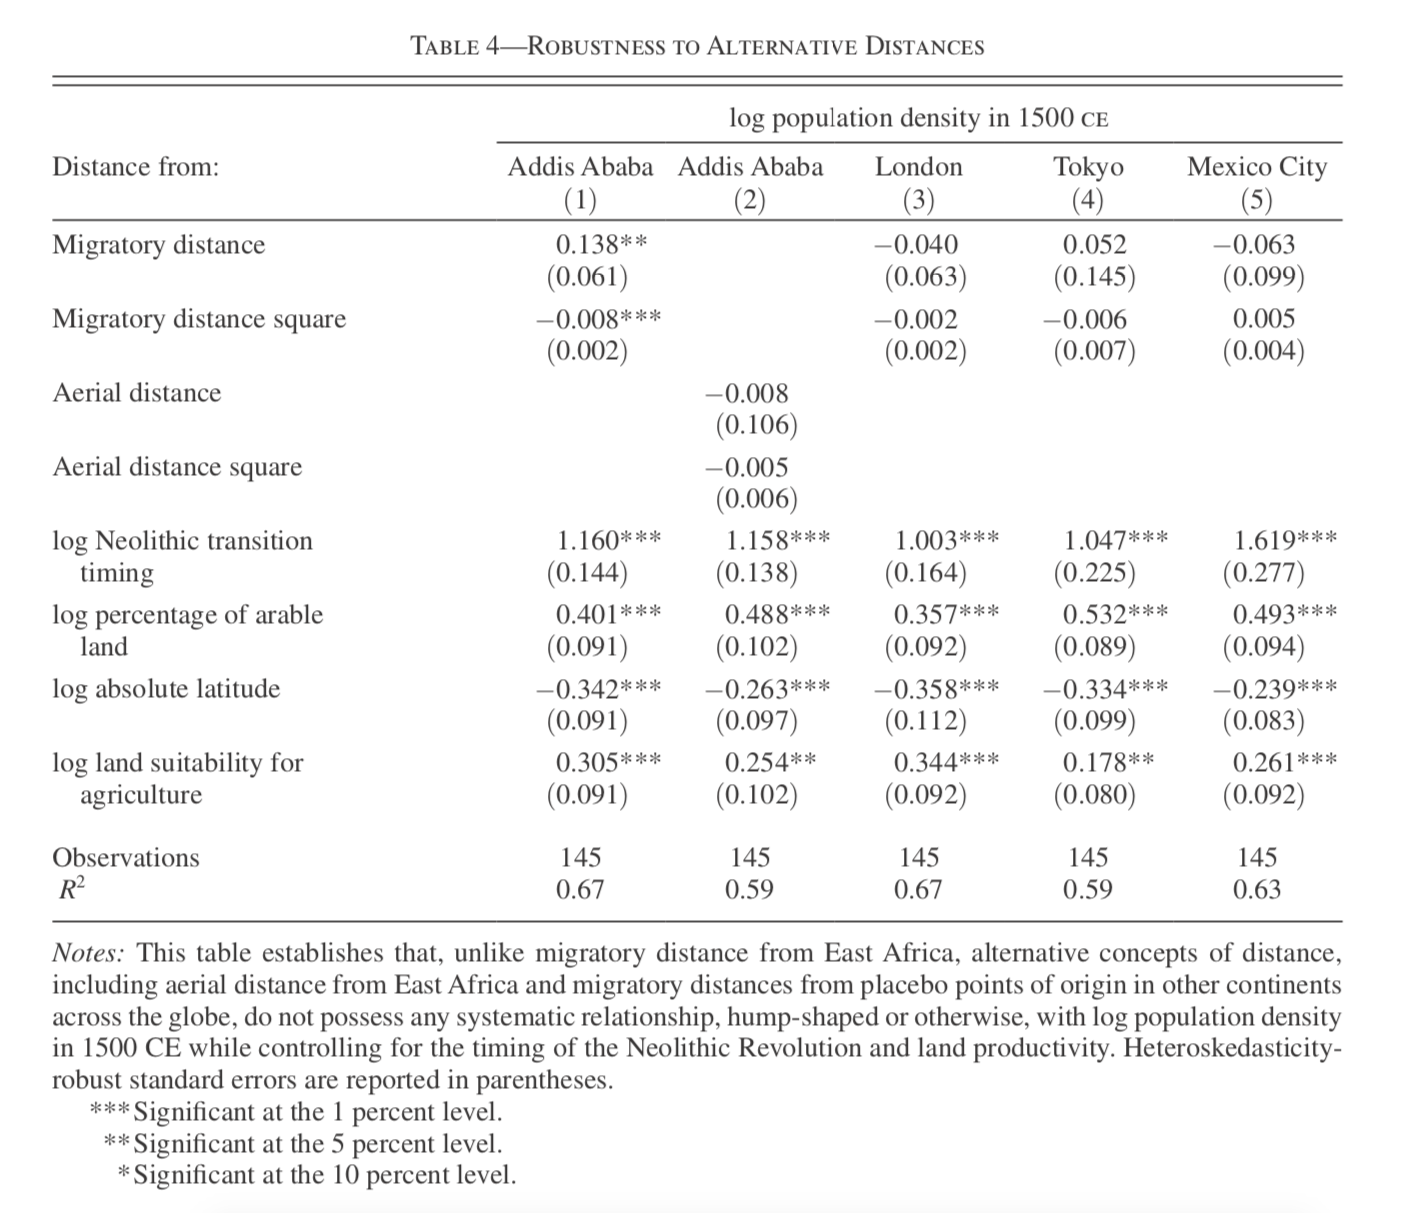 TABLE 4—ROBUSTNESS TO ALTERNATIVE DISTANCES
log population density in 1500 CE
Distance from: Addis Ababa Addis Ababa London Tokyo Mexico City
(1) (2) (3) (4) (5)
Migratory distance 0.138** −0.040 0.052 −0.063
(0.061) (0.063) (0.145) (0.099)
Migratory distance square −0.008*** −0.002 −0.006 0.005
(0.002) (0.002) (0.007) (0.004)
Aerial distance −0.008
(0.106)
Aerial distance square −0.005
(0.006)
log Neolithic transition 1.160*** 1.158*** 1.003*** 1.047*** 1.619***
timing (0.144) (0.138) (0.164) (0.225) (0.277)
log percentage of arable 0.401*** 0.488*** 0.357*** 0.532*** 0.493***
land (0.091) (0.102) (0.092) (0.089) (0.094)
log absolute latitude −0.342*** −0.263*** −0.358*** −0.334*** −0.239***
(0.091) (0.097) (0.112) (0.099) (0.083)
log land suitability for 0.305*** 0.254** 0.344*** 0.178** 0.261***
agriculture (0.091) (0.102) (0.092) (0.080) (0.092)
Observations 145 145 145 145 145
R² 0.67 0.59 0.67 0.59 0.63
Notes: This table establishes that, unlike migratory distance from East Africa, alternative concepts of distance,
including aerial distance from East Africa and migratory distances from placebo points of origin in other continents
across the globe, do not possess any systematic relationship, hump-shaped or otherwise, with log population density
in 1500 CE while controlling for the timing of the Neolithic Revolution and land productivity. Heteroskedasticity-
robust standard errors are reported in parentheses.
***Significant at the 1 percent level.
**Significant at the 5 percent level.
*Significant at the 10 percent level.